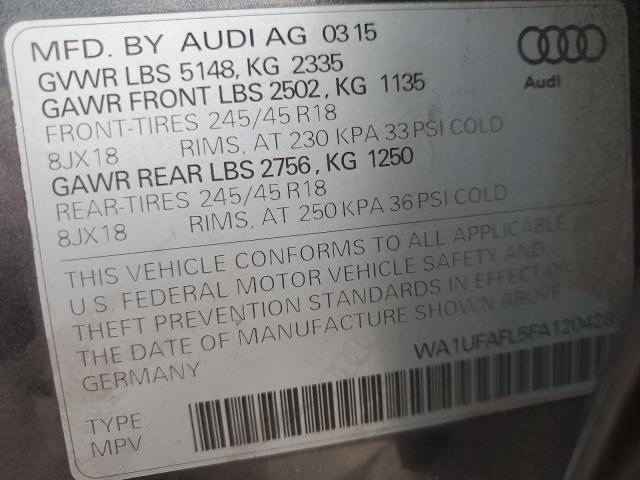 MFD. BY AUDI AG 03 15
GVWR LBS 5148, KG 2335
GAWR FRONT LBS 2502, KG 1135
FRONT-TIRES 245/45 R18
8JX18 RIMS, AT 230 KPA 33 PSI COLD
GAWR REAR LBS 2756, KG 1250
REAR-TIRES 245/45 R18
8JX18 RIMS, AT 250 KPA 36 PSI COLD
Audi
THIS VEHICLE CONFORMS TO ALL APPLICABLE
U.S. FEDERAL MOTOR VEHICLE SAFETY AND
THEFT PREVENTION STANDARDS IN EFFECT ON
THE DATE OF MANUFACTURE SHOWN ABOVE
GERMANY
WA1UFAFL5FA120428
TYPE:
MPV